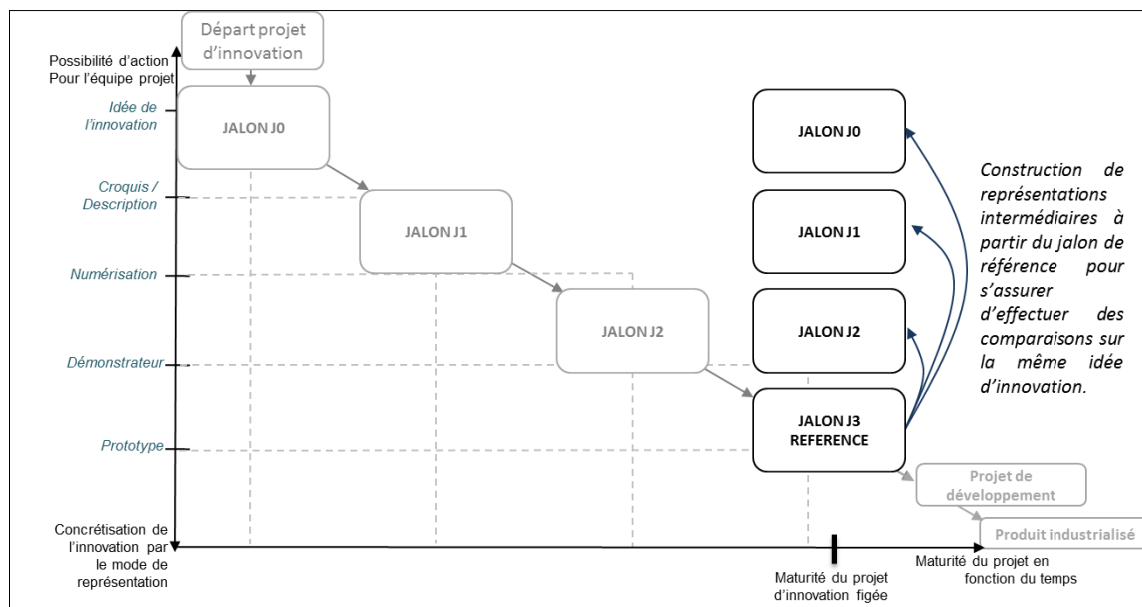 Départ projet
d'innovation
Possibilité d'action
Pour l'équipe projet
Idée de
l'innovation
JALON J0
JALON J0
Croquis /
Description
JALON J1
JALON J1
Construction de
représentations
intermédiaires à
partir du jalon de
référence pour
s'assurer
d'effectuer des
comparaisons sur
la même idée
d'innovation.
Numérisation
JALON J2
JALON J2
Démonstrateur
JALON J3
REFERENCE
Prototype
Projet de
développement
Produit industrialisé
Concrétisation de
l'innovation par
le mode de
représentation
Maturité du projet
d'innovation figée
Maturité du projet en
fonction du temps